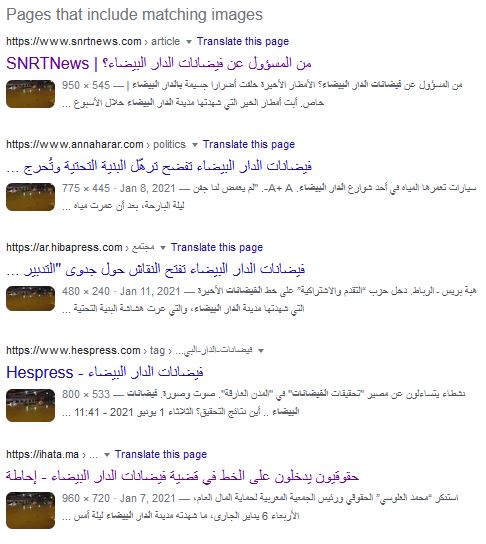 Pages that include matching images
https://www.snrtnews.com › article Translate this page
من المسؤول عن فيضانات الدار البيضاء؟ | SNRTNews
950 × 545 — من المسؤول عن فيضانات الدار البيضاء؟ الأمطار الأخيرة خلفت أضرارا جسيمة بالدار البيضاء |
خاص. أبت أمطار الخير التي شهدتها مدينة الدار البيضاء خلال الأسبوع ...
https://www.annaharar.com › politics Translate this page
فيضانات الدار البيضاء تفضح ترهّل البنية التحتية وتُحرج ...
775 × 445 · Jan 8, 2021 — سيارات تغمرها المياه في أحد شوارع الدار البيضاء. A+ A-. "لم يغمض لنا جفن
ليلة البارحة، بعد أن عمرت مياه ...
https://ar.hibapress.com › مجتمع Translate this page
فيضانات الدار البيضاء تفتح النقاش حول جدوى "التدبير ...
480 × 240 · Jan 11, 2021 — هبة بريس ـ الرباط. دخل حزب “التقدم والاشتراكية” على خط الفيضانات الأخيرة
التي شهدتها مدينة الدار البيضاء، والتي عرت هشاشة البنية التحتية ...
https://www.hespress.com › tag › فيضانات-الدار-البي...
فيضانات الدار البيضاء - Hespress
800 × 533 — نشطاء يتساءلون عن مصير "تحقيقات الفيضانات" في "المدن الغارقة". صوت وصورة. فيضانات
البيضاء .. أين نتائج التحقيق؟ الثلاثاء 1 يونيو 2021 - 11:41 ...
https://ihata.ma › ... Translate this page
حقوقيون يدخلون على الخط في قضية فيضانات الدار البيضاء - إحاطة
960 × 720 · Jan 7, 2021 — استنكر “محمد الغلوسي” الحقوقي ورئيس الجمعية المغربية لحماية المال العام،
الأربعاء 6 يناير الجاري، ما شهدته مدينة الدار البيضاء ليلة أمس ...